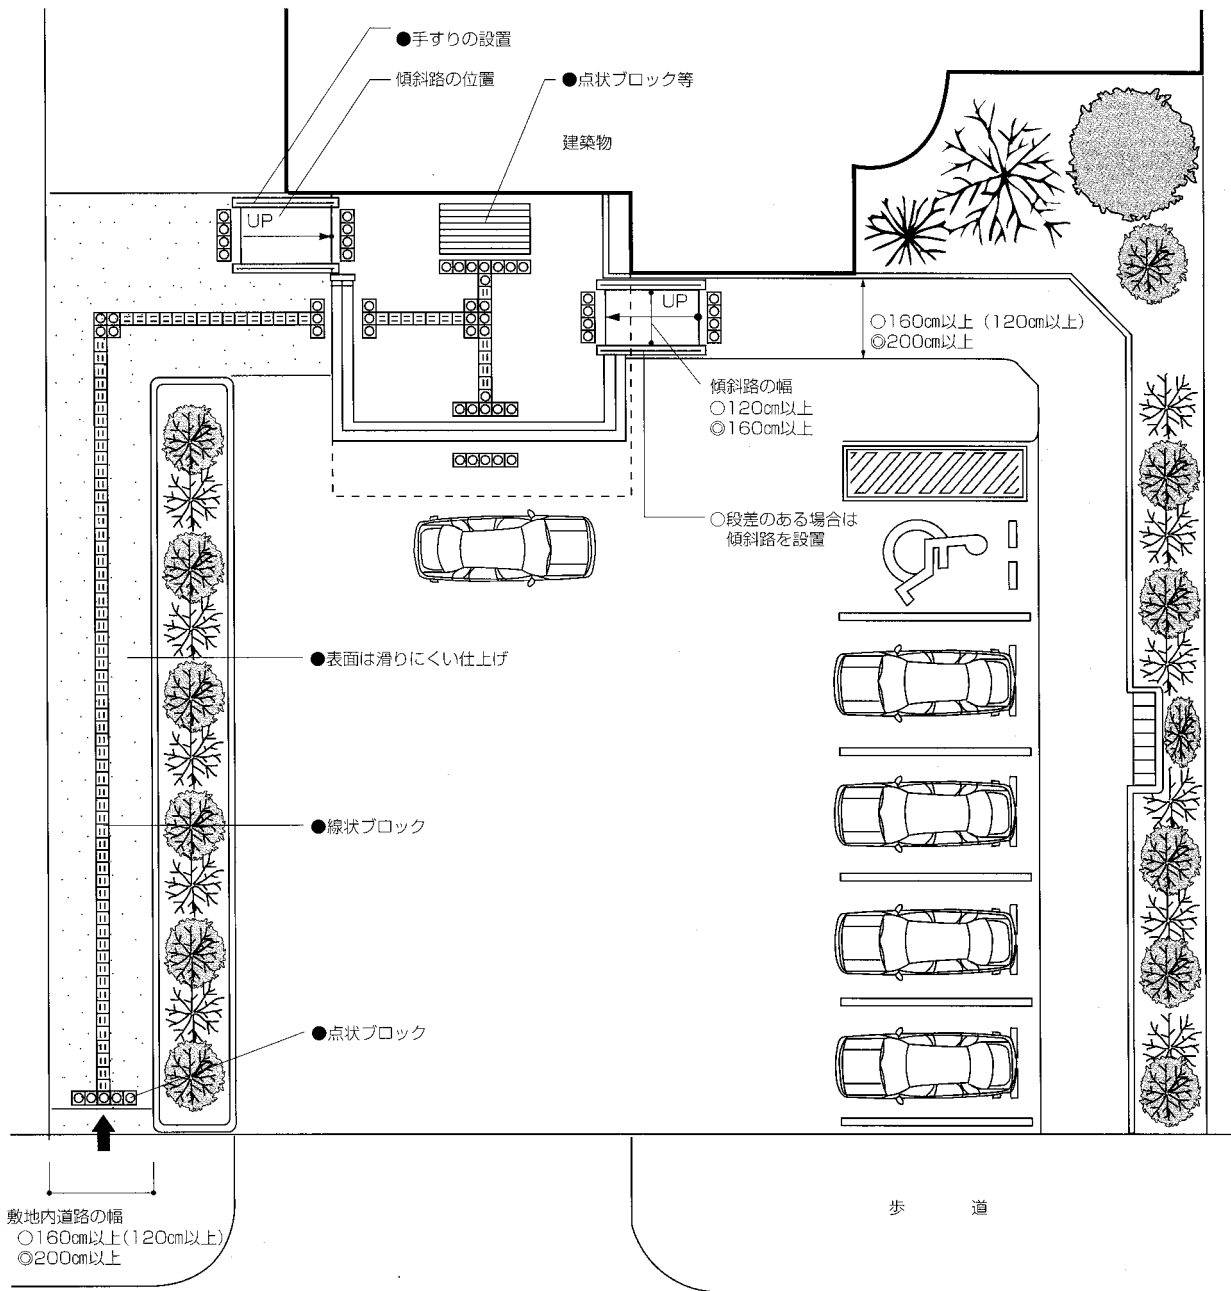 ●手すりの設置
傾斜路の位置
●点状ブロック等
建築物
UP
UP
○160cm以上（120cm以上）
◎200cm以上
傾斜路の幅
○120cm以上
◎160cm以上
○段差のある場合は
傾斜路を設置
●表面は滑りにくい仕上げ
●線状ブロック
●点状ブロック
敷地内道路の幅
○160cm以上(120cm以上)
◎200cm以上
歩道